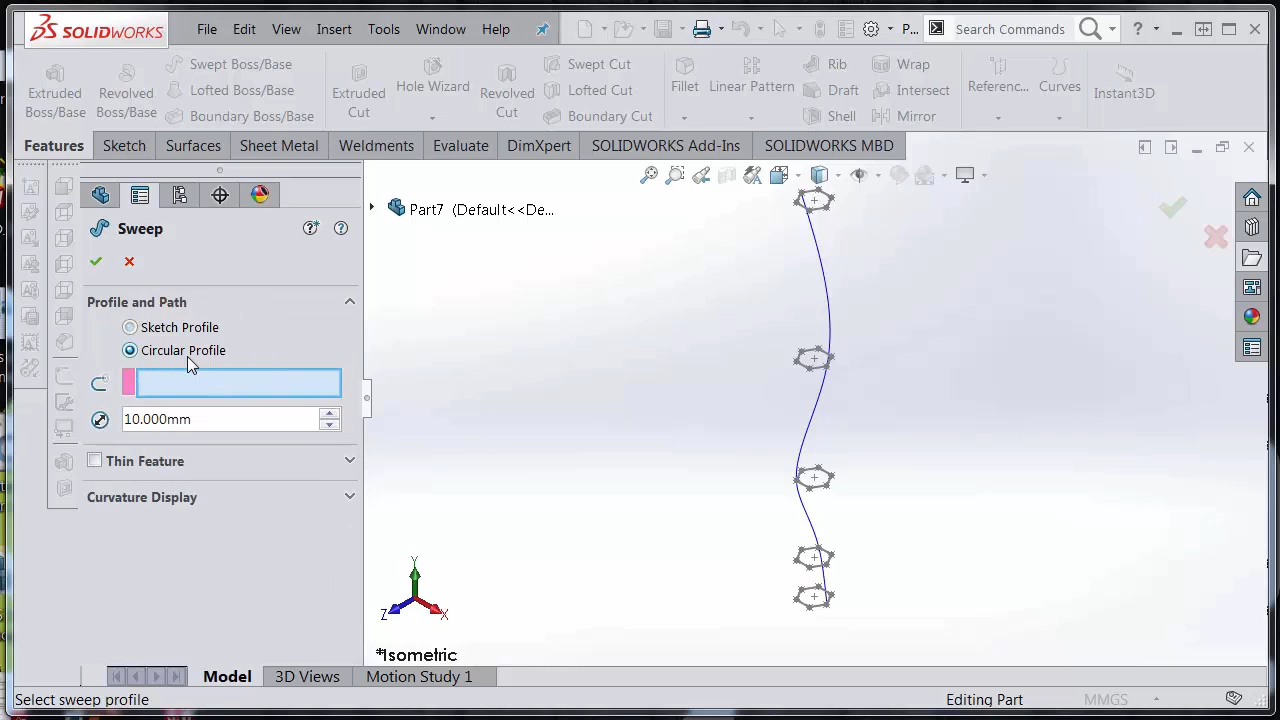 SOLIDWORKS File Edit View Insert Tools Window Help P... Search Commands ?
Extruded Boss/Base
Revolved Boss/Base
Swept Boss/Base
Lofted Boss/Base
Boundary Boss/Base
Extruded Cut
Hole Wizard
Revolved Cut
Swept Cut
Lofted Cut
Boundary Cut
Fillet
Linear Pattern
Rib
Draft
Shell
Wrap
Intersect
Mirror
Referenc...
Curves
Instant3D
Features Sketch Surfaces Sheet Metal Weldments Evaluate DimXpert SOLIDWORKS Add-Ins SOLIDWORKS MBD
Part7 (Default<<De...
Sweep
Profile and Path
Sketch Profile
Circular Profile
10.000mm
Thin Feature
Curvature Display
Y
Z X
*Isometric
Model 3D Views Motion Study 1
Select sweep profile Editing Part MMGS